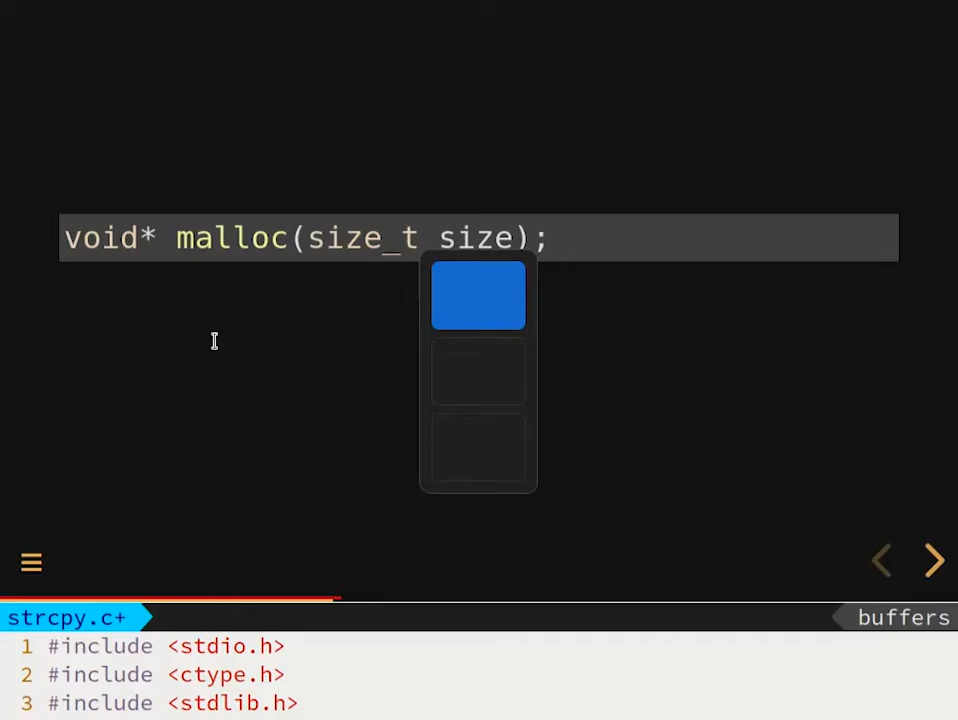 void* malloc(size_t size);
strcpy.c+
buffers
1 #include <stdio.h>
2 #include <ctype.h>
3 #include <stdlib.h>